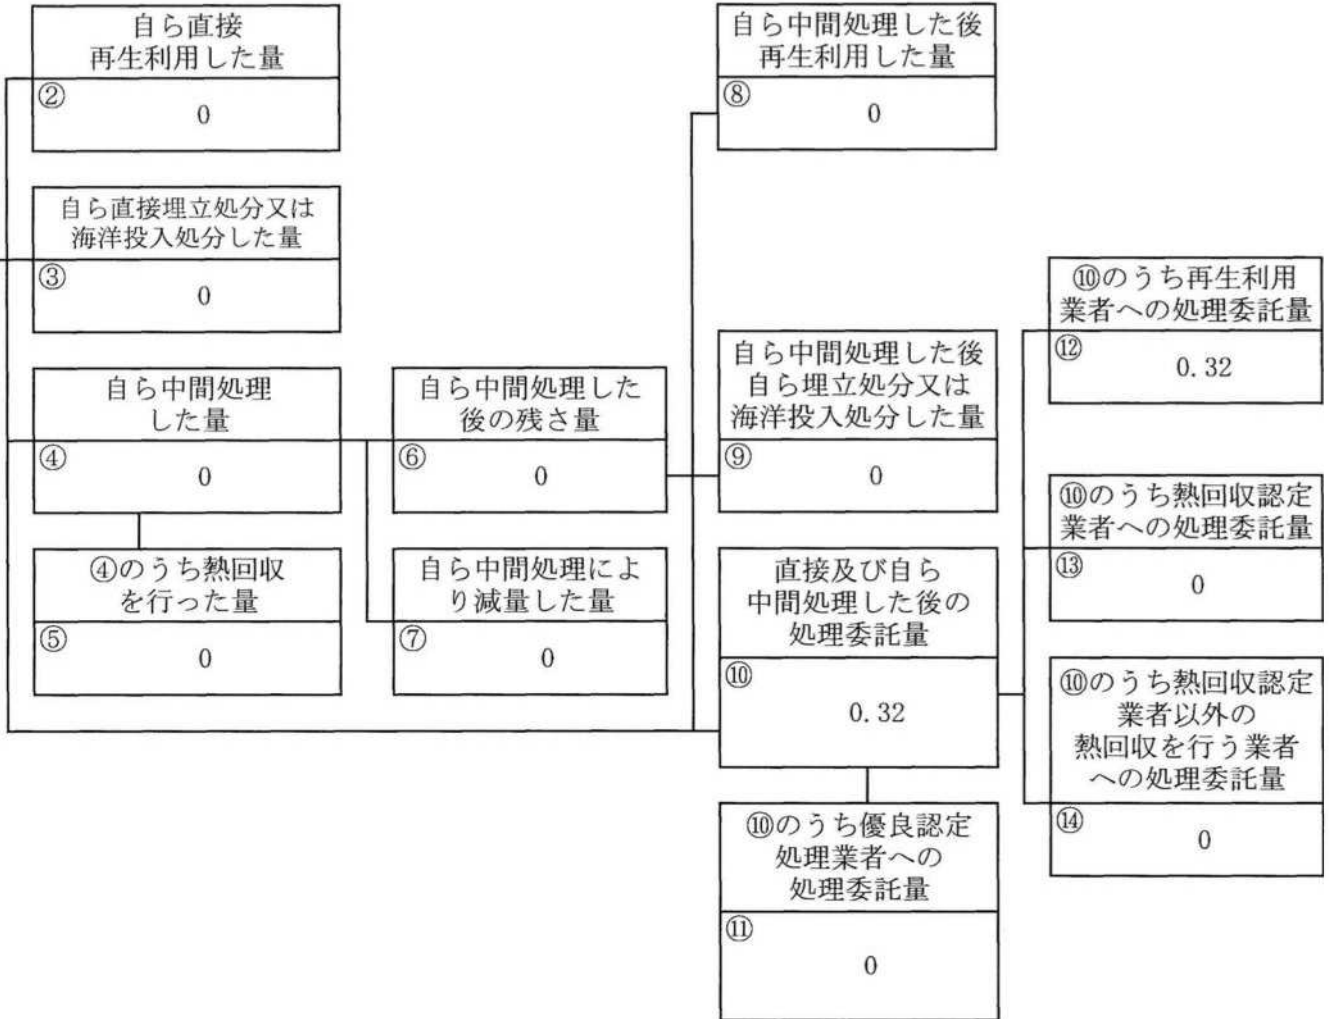 自ら直接
再生利用した量
②
0
自ら直接埋立処分又は
海洋投入処分した量
③
0
自ら中間処理
した量
④
0
④のうち熱回収
を行った量
⑤
0
自ら中間処理した
後の残さ量
⑥
0
自ら中間処理によ
り減量した量
⑦
0
自ら中間処理した後
再生利用した量
⑧
0
自ら中間処理した後
自ら埋立処分又は
海洋投入処分した量
⑨
0
直接及び自ら
中間処理した後の
処理委託量
⑩
0.32
⑩のうち優良認定
処理業者への
処理委託量
⑪
0
⑩のうち再生利用
業者への処理委託量
⑫
0.32
⑩のうち熱回収認定
業者への処理委託量
⑬
0
⑩のうち熱回収認定
業者以外の
熱回収を行う業者
への処理委託量
⑭
0